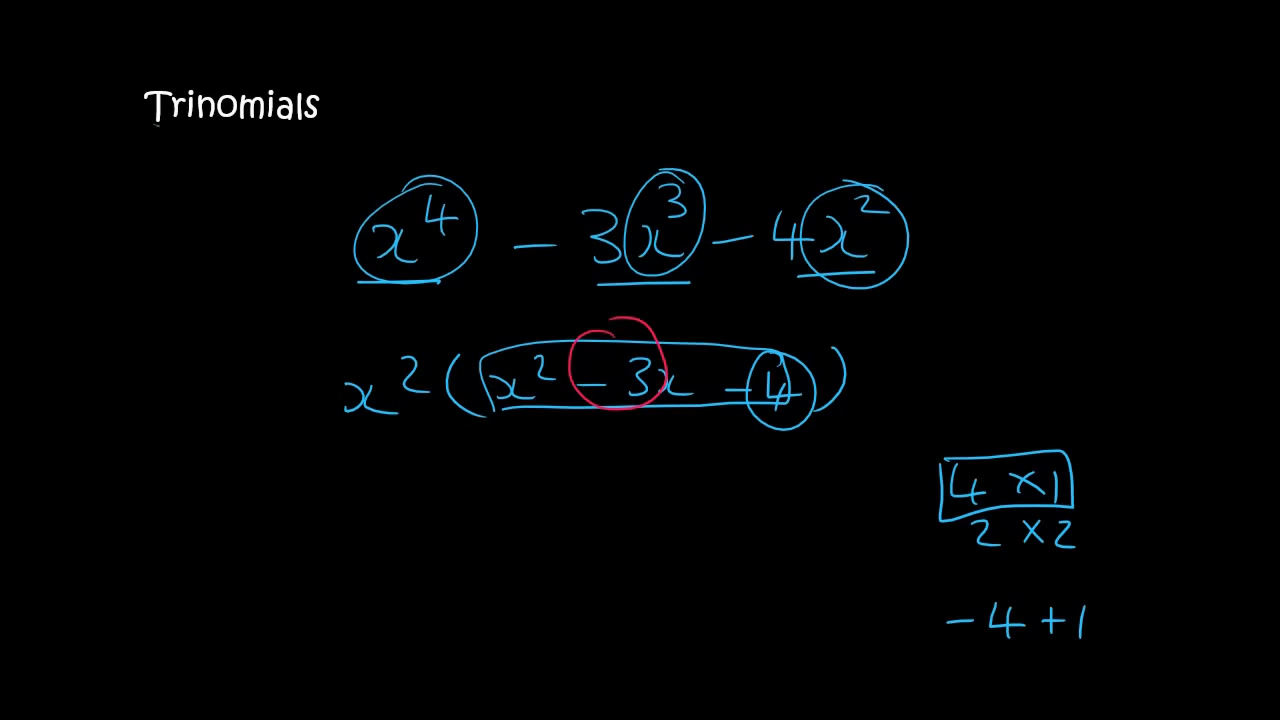 Trinomials
x⁴ - 3x³ - 4x²
x²(x² - 3x - 4)
4 × 1
2 × 2
- 4 + 1